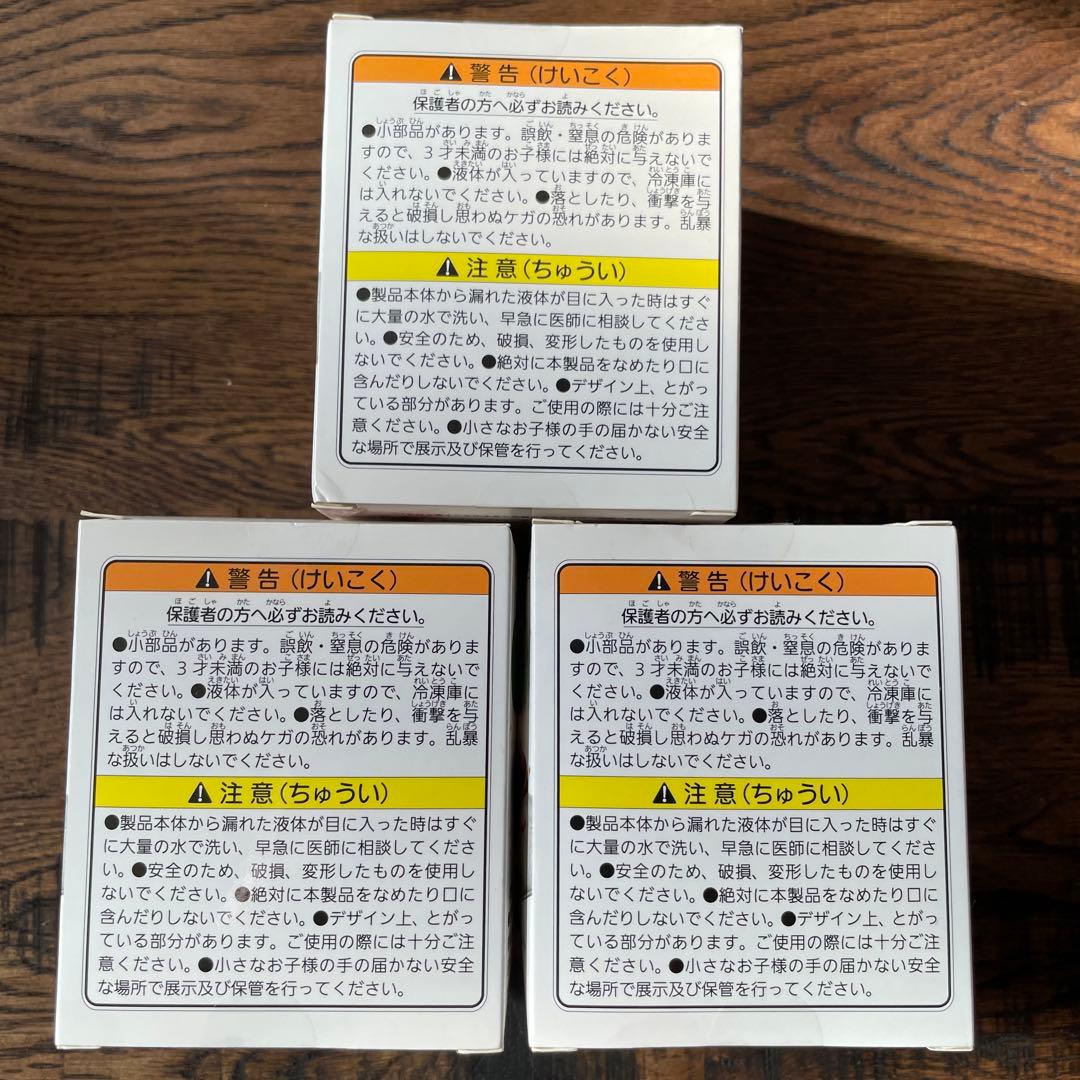 ⚠ 警告（けいこく）
保護者の方へ必ずお読みください。
●小部品があります。誤飲・窒息の危険がありま
すので、3才未満のお子様には絶対に与えないで
ください。●液体が入っていますので、冷凍庫に
は入れないでください。●落としたり、衝撃を与
えると破損し思わぬケガの恐れがあります。乱暴
な扱いはしないでください。
⚠ 注意（ちゅうい）
●製品本体から漏れた液体が目に入った時はすぐ
に大量の水で洗い、早急に医師に相談してくださ
い。●安全のため、破損、変形したものを使用し
ないでください。●絶対に本製品をなめたり口に
含んだりしないでください。●デザイン上、とがっ
ている部分があります。ご使用の際には十分ご注
意ください。●小さなお子様の手の届かない安全
な場所で展示及び保管を行ってください。
⚠ 警告（けいこく）
保護者の方へ必ずお読みください。
●小部品があります。誤飲・窒息の危険がありま
すので、3才未満のお子様には絶対に与えないで
ください。●液体が入っていますので、冷凍庫に
は入れないでください。●落としたり、衝撃を与
えると破損し思わぬケガの恐れがあります。乱暴
な扱いはしないでください。
⚠ 注意（ちゅうい）
●製品本体から漏れた液体が目に入った時はすぐ
に大量の水で洗い、早急に医師に相談してくださ
い。●安全のため、破損、変形したものを使用し
ないでください。●絶対に本製品をなめたり口に
含んだりしないでください。●デザイン上、とがっ
ている部分があります。ご使用の際には十分ご注
意ください。●小さなお子様の手の届かない安全
な場所で展示及び保管を行ってください。
⚠ 警告（けいこく）
保護者の方へ必ずお読みください。
●小部品があります。誤飲・窒息の危険がありま
すので、3才未満のお子様には絶対に与えないで
ください。●液体が入っていますので、冷凍庫に
は入れないでください。●落としたり、衝撃を与
えると破損し思わぬケガの恐れがあります。乱暴
な扱いはしないでください。
⚠ 注意（ちゅうい）
●製品本体から漏れた液体が目に入った時はすぐ
に大量の水で洗い、早急に医師に相談してくださ
い。●安全のため、破損、変形したものを使用し
ないでください。●絶対に本製品をなめたり口に
含んだりしないでください。●デザイン上、とがっ
ている部分があります。ご使用の際には十分ご注
意ください。●小さなお子様の手の届かない安全
な場所で展示及び保管を行ってください。